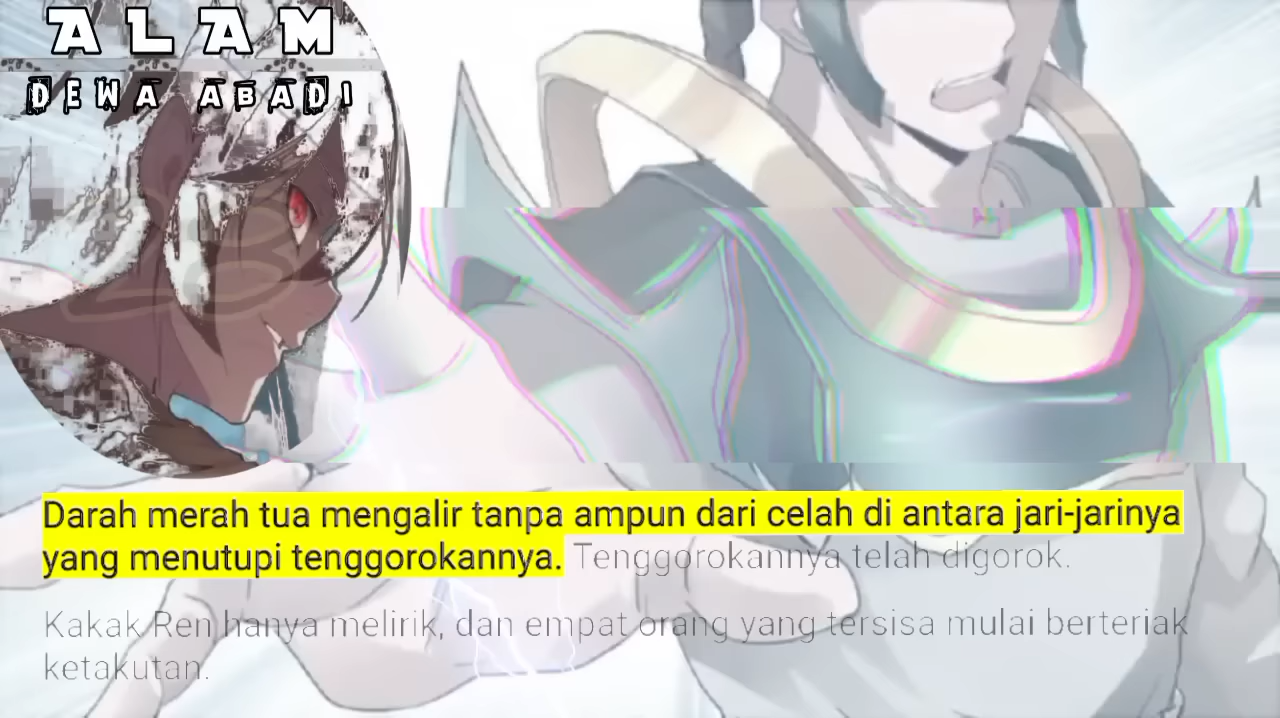 ALAM
DEWA ABADI
Darah merah tua mengalir tanpa ampun dari celah di antara jari-jarinya
yang menutupi tenggorokannya. Tenggorokannya telah digorok.
Kakak Ren hanya melirik, dan empat orang yang tersisa mulai berteriak
ketakutan.